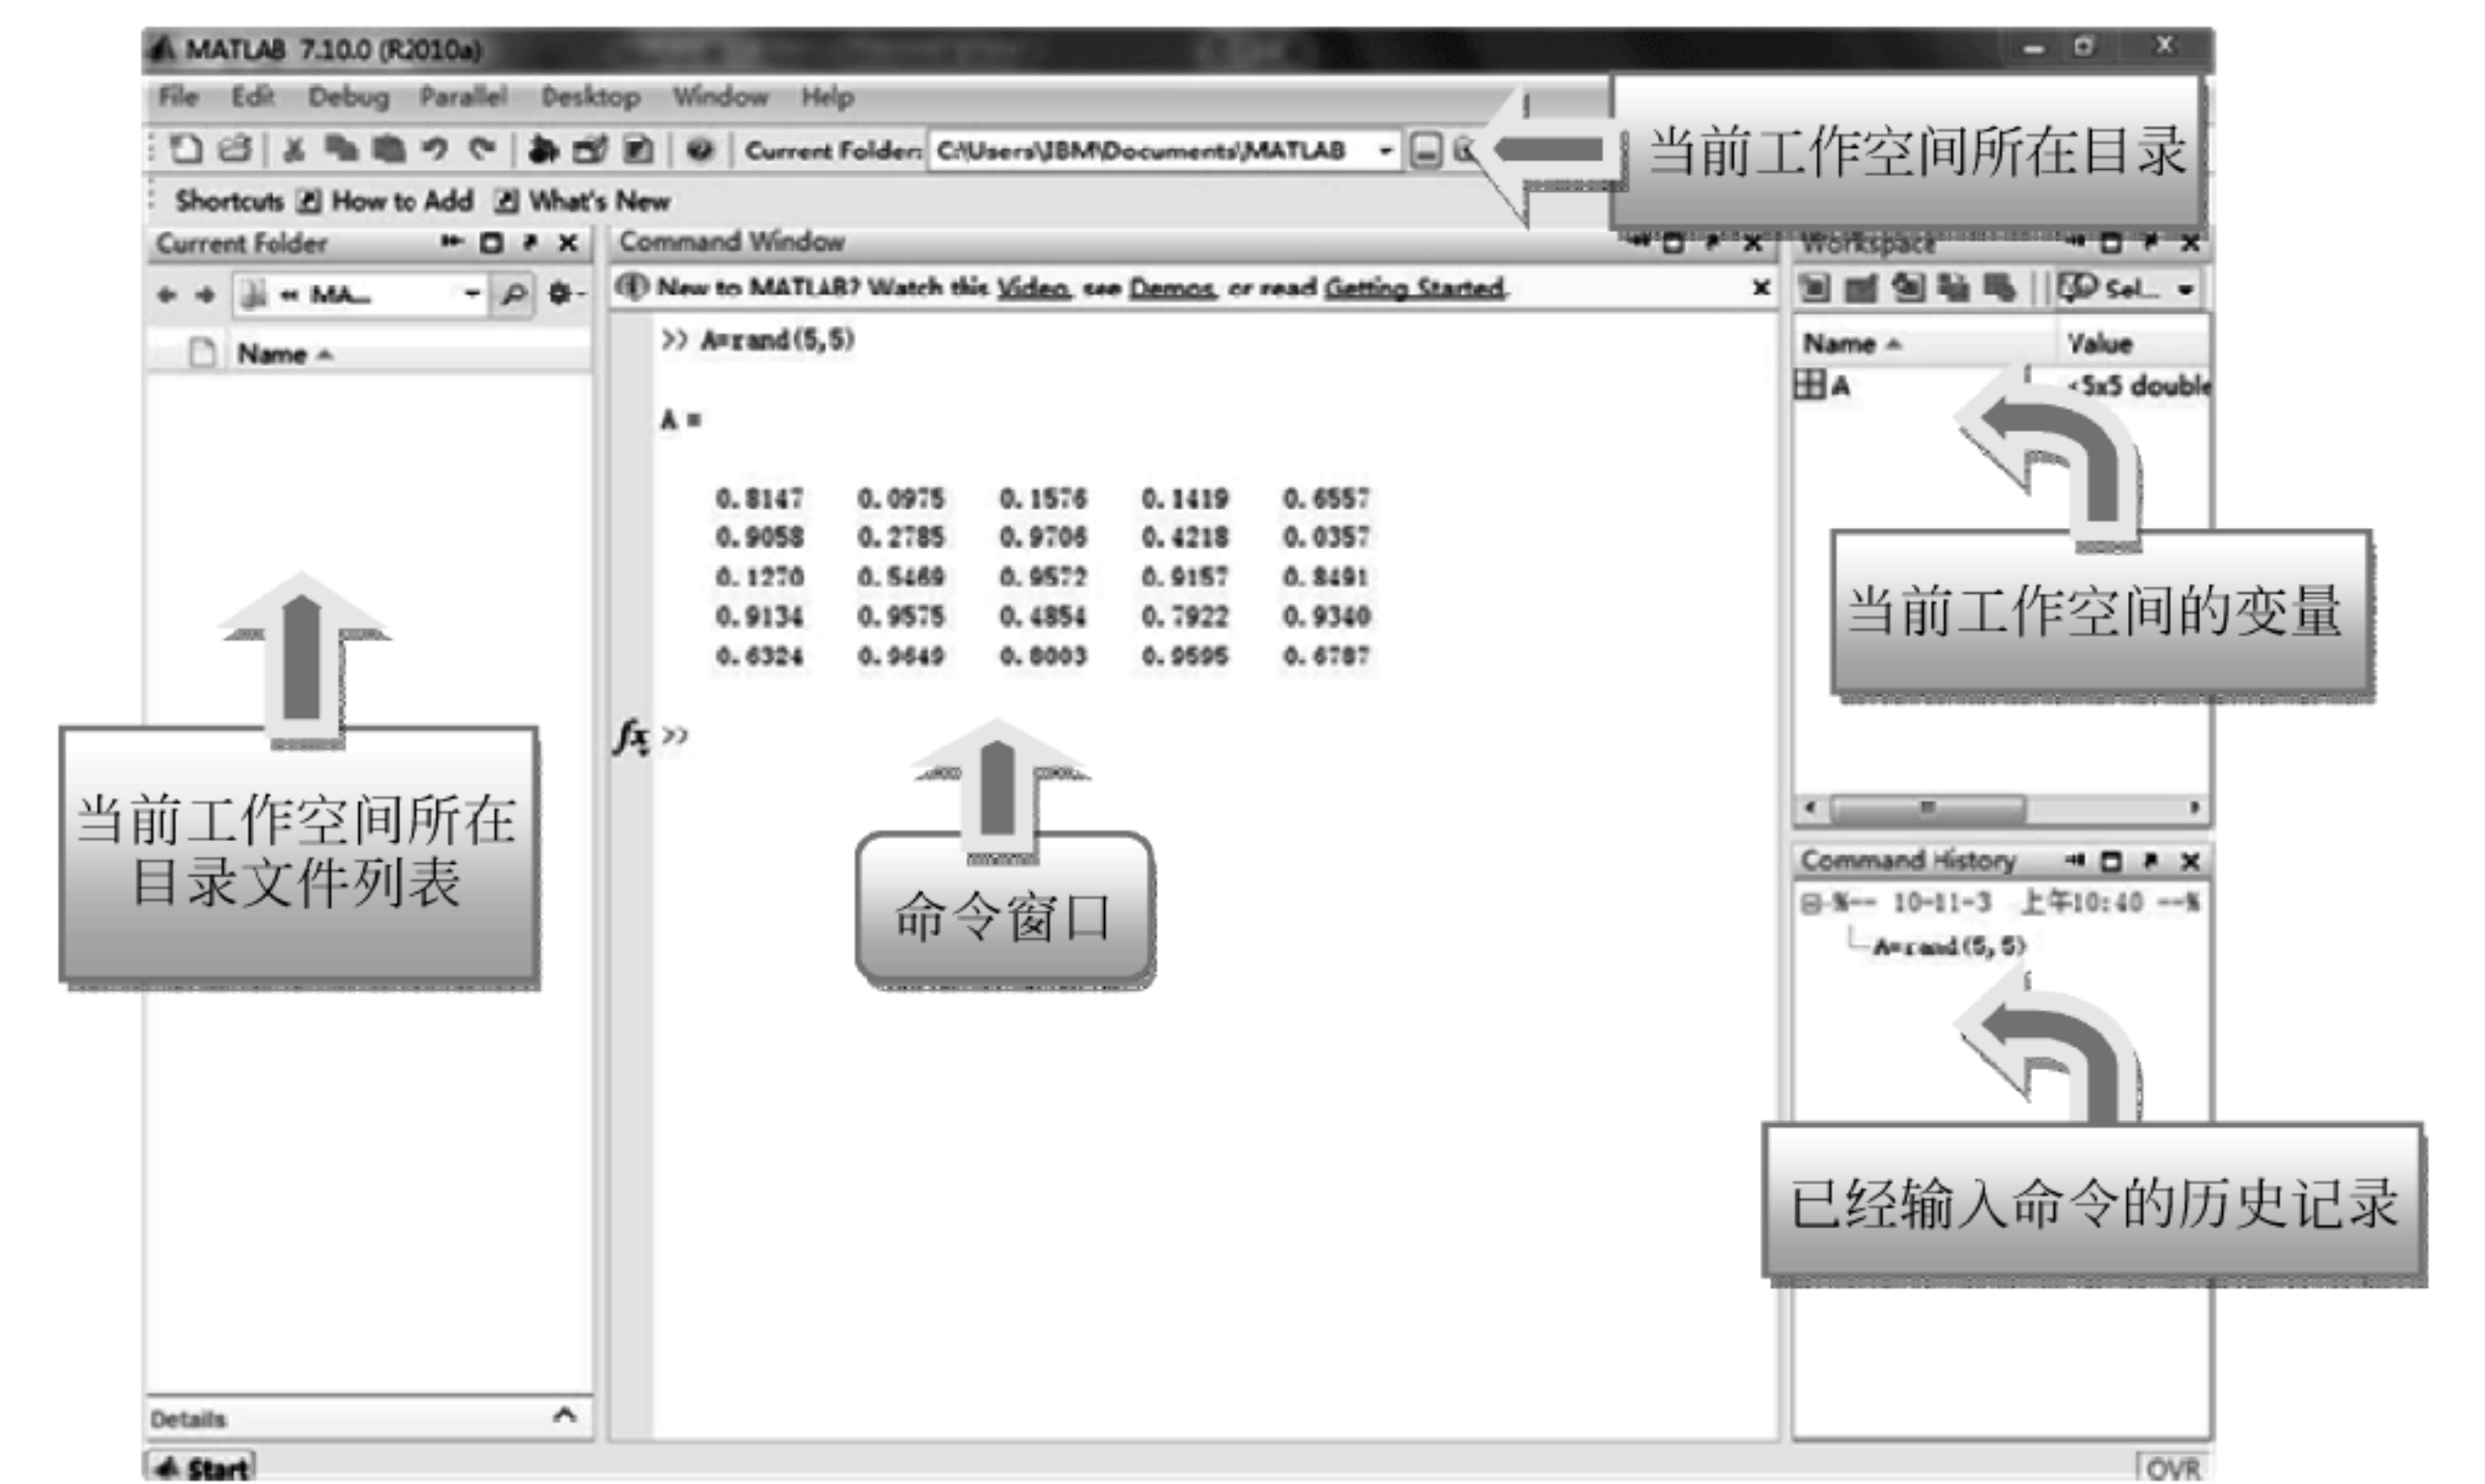 MATLAB 7.10.0 (R2010a)
File Edit Debug Parallel Desktop Window Help
Current Folder: C:\Users\IBM\Documents\MATLAB
当前工作空间所在目录
Shortcuts How to Add What's New
Current Folder
« MA...
Name
当前工作空间所在
目录文件列表
Details
Start
Command Window
New to MATLAB? Watch this Video, see Demos, or read Getting Started.
>> A=rand(5,5)
A =
0.8147 0.0975 0.1576 0.1419 0.6557
0.9058 0.2785 0.9706 0.4218 0.0357
0.1270 0.5469 0.9572 0.9157 0.8491
0.9134 0.9575 0.4854 0.7922 0.9340
0.6324 0.9649 0.8003 0.9595 0.6787
fx >>
命令窗口
Workspace
Sel...
Name Value
A <5x5 double
当前工作空间的变量
Command History
%-- 10-11-3 上午10:40 --%
A=rand(5,5)
已经输入命令的历史记录
OVR